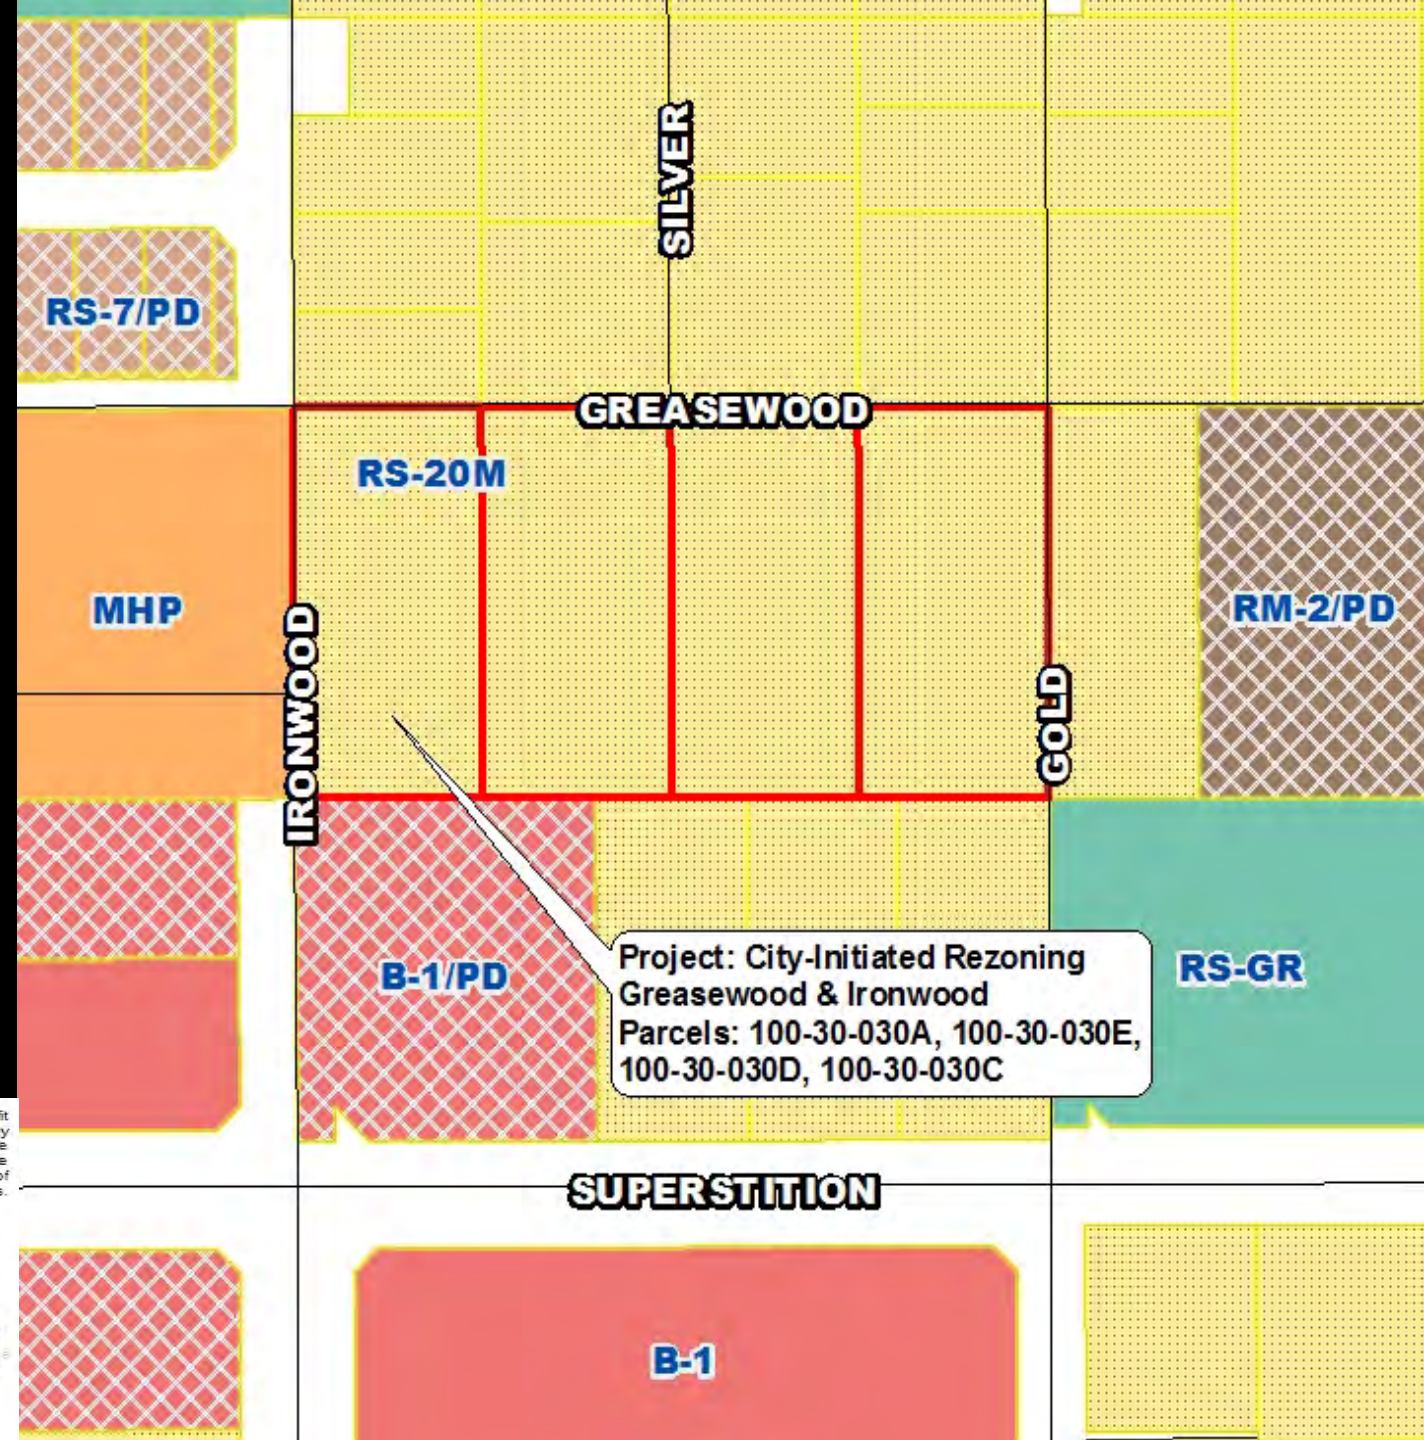 SILVER
RS-7/PD
GREASEWOOD
RS-20M
MHP
RM-2/PD
IRONWOOD
GOLD
B-1/PD
Project: City-Initiated Rezoning
Greasewood & Ironwood
Parcels: 100-30-030A, 100-30-030E,
100-30-030D, 100-30-030C
RS-GR
of
SUPERSTITION
B-1